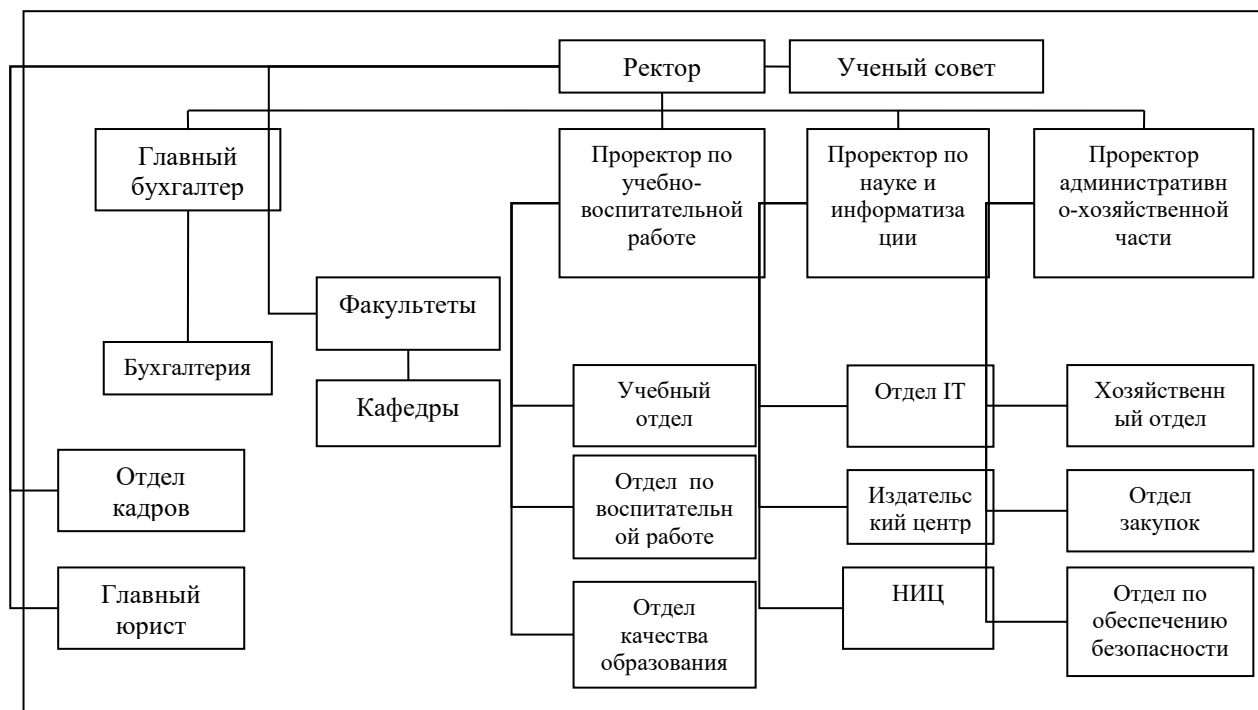 Ректор
Ученый совет
Главный
бухгалтер
Проректор по
учебно-
воспитательной
работе
Проректор по
науке и
информатиза
ции
Проректор
административн
о-хозяйственной
части
Факультеты
Бухгалтерия
Кафедры
Учебный
отдел
Отдел IT
Хозяйственн
ый отдел
Отдел
кадров
Отдел по
воспитательн
ой работе
Издательс
кий центр
Отдел
закупок
Главный
юрист
Отдел
качества
образования
НИЦ
Отдел по
обеспечению
безопасности